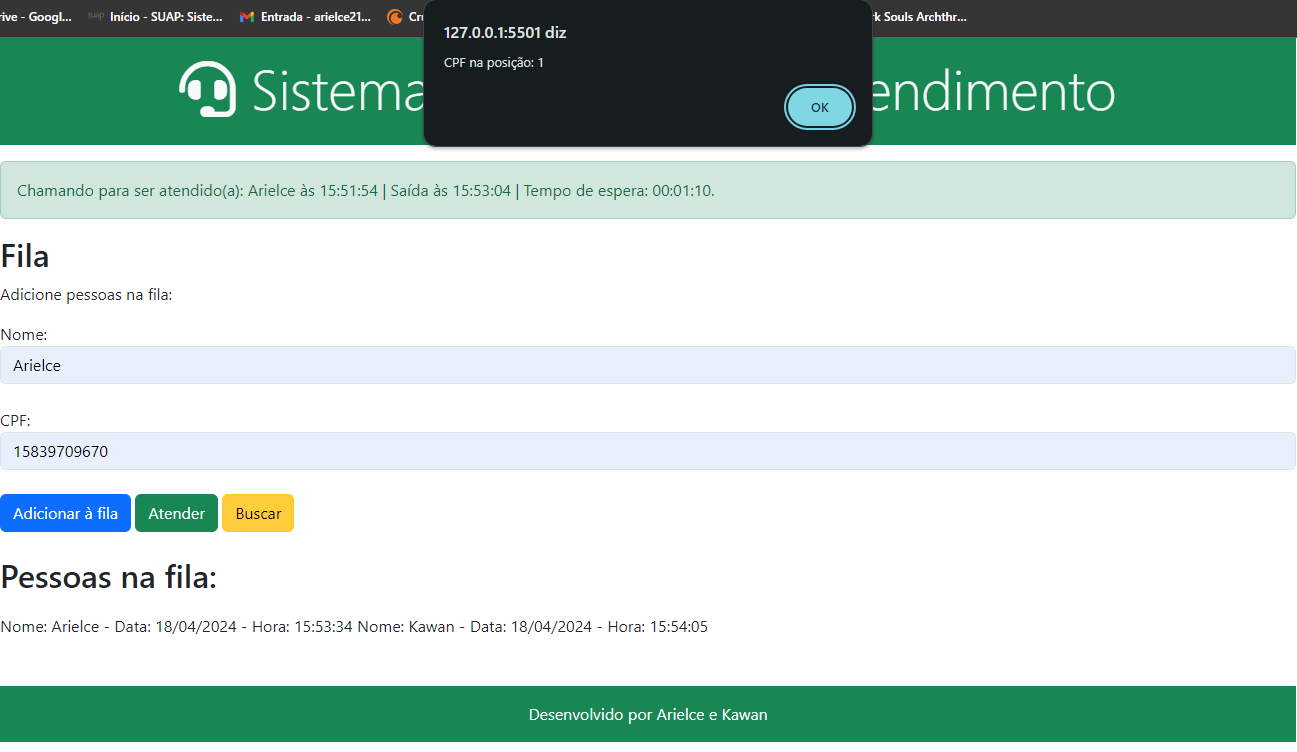 rive - Googl... suap Início - SUAP: Siste... Entrada - arielce21... Cru k Souls Archthr...
127.0.0.1:5501 diz
CPF na posição: 1
OK
Sistema endimento
Chamando para ser atendido(a): Arielce às 15:51:54 | Saída às 15:53:04 | Tempo de espera: 00:01:10.
Fila
Adicione pessoas na fila:
Nome:
Arielce
CPF:
15839709670
Adicionar à fila Atender Buscar
Pessoas na fila:
Nome: Arielce - Data: 18/04/2024 - Hora: 15:53:34 Nome: Kawan - Data: 18/04/2024 - Hora: 15:54:05
Desenvolvido por Arielce e Kawan